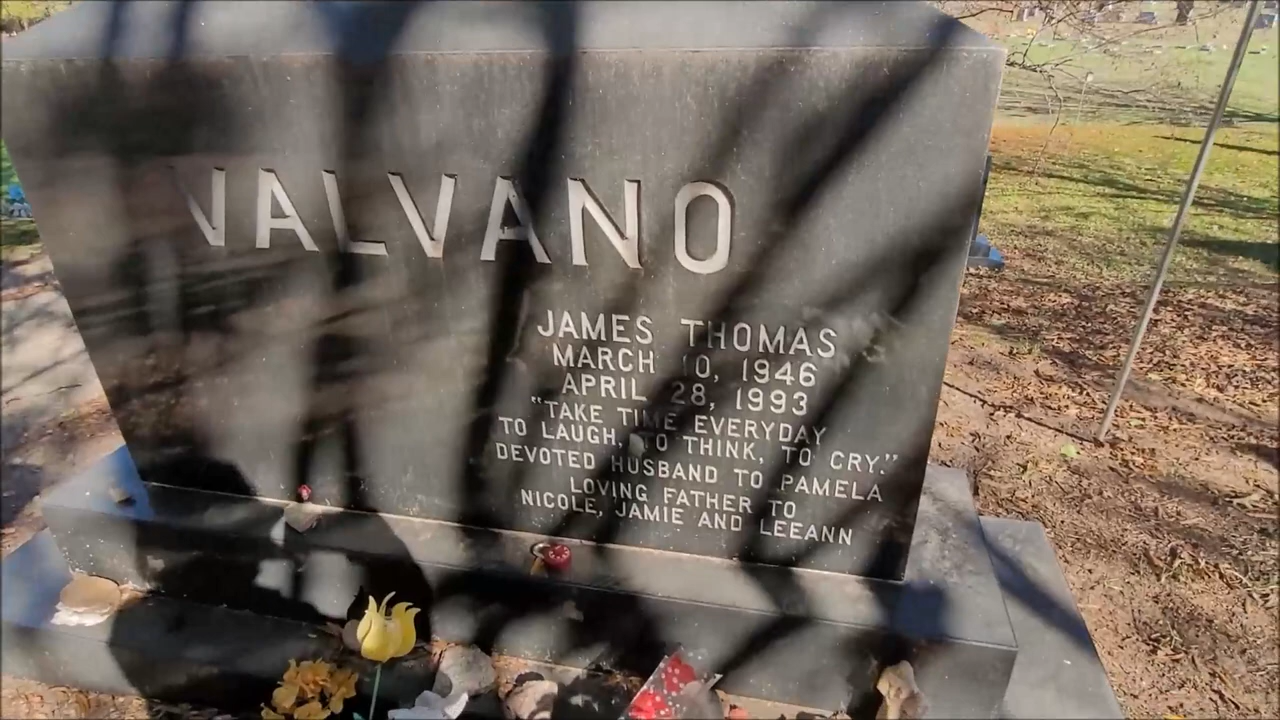 VALVANO
JAMES THOMAS
MARCH 10, 1946
APRIL 28, 1993
"TAKE TIME EVERYDAY
TO LAUGH, TO THINK, TO CRY."
DEVOTED HUSBAND TO PAMELA
LOVING FATHER TO
NICOLE, JAMIE AND LEEANN